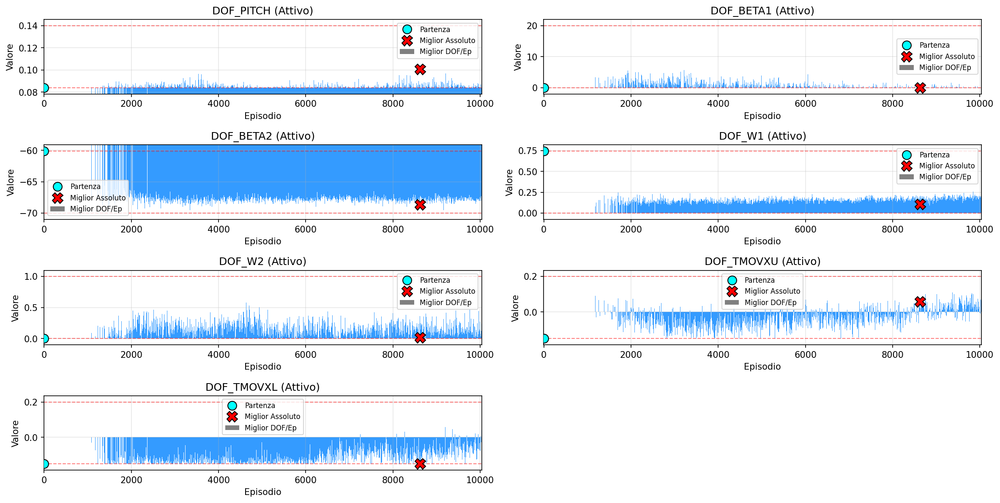 DOF_PITCH (Attivo)
0.14
0.12
0.10
0.08
Valore
Partenza
Miglior Assoluto
Miglior DOF/Ep
0 2000 4000 6000 8000 10000
Episodio
DOF_BETA1 (Attivo)
20
10
0
Valore
Partenza
Miglior Assoluto
Miglior DOF/Ep
0 2000 4000 6000 8000 10000
Episodio
DOF_BETA2 (Attivo)
−60
−65
−70
Valore
Partenza
Miglior Assoluto
Miglior DOF/Ep
0 2000 4000 6000 8000 10000
Episodio
DOF_W1 (Attivo)
0.75
0.50
0.25
0.00
Valore
Partenza
Miglior Assoluto
Miglior DOF/Ep
0 2000 4000 6000 8000 10000
Episodio
DOF_W2 (Attivo)
1.0
0.5
0.0
Valore
Partenza
Miglior Assoluto
Miglior DOF/Ep
0 2000 4000 6000 8000 10000
Episodio
DOF_TMOVXU (Attivo)
0.2
0.0
Valore
Partenza
Miglior Assoluto
Miglior DOF/Ep
0 2000 4000 6000 8000 10000
Episodio
DOF_TMOVXL (Attivo)
0.2
0.0
Valore
Partenza
Miglior Assoluto
Miglior DOF/Ep
0 2000 4000 6000 8000 10000
Episodio